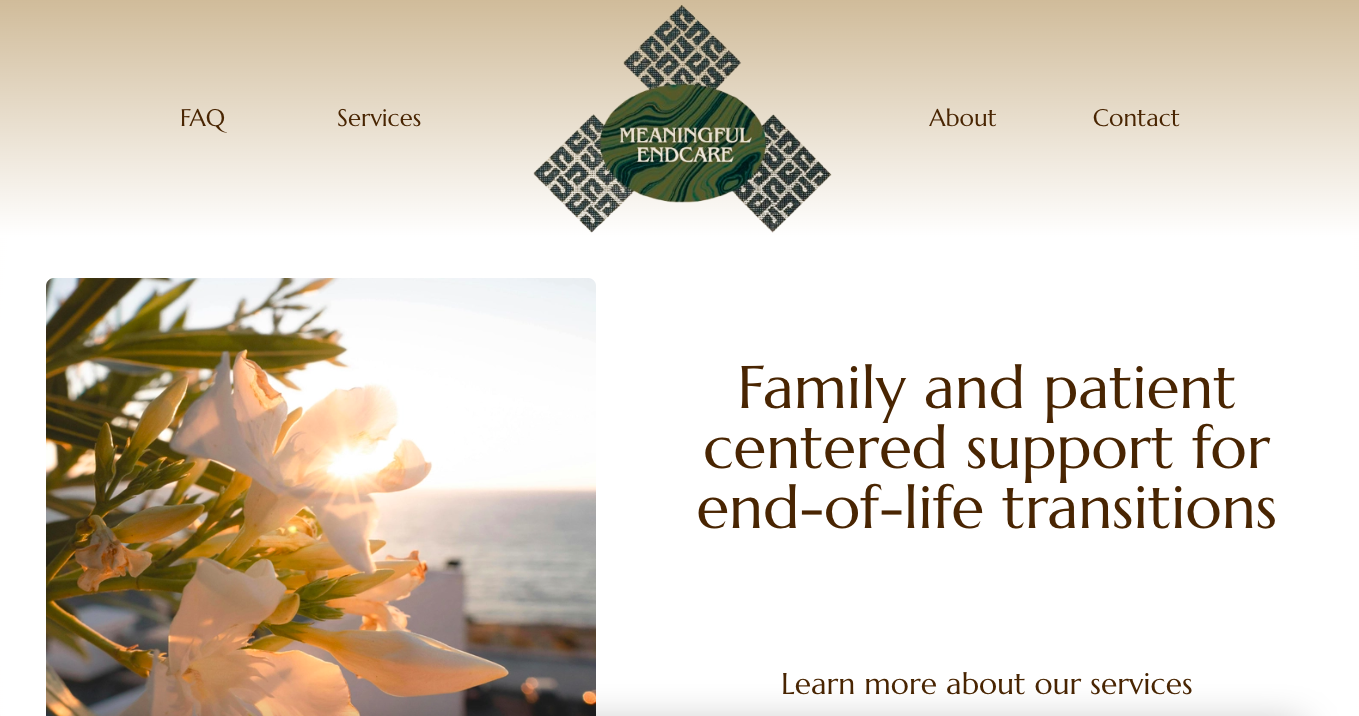 FAQ
Services
MEANINGFUL
ENDCARE
About
Contact
Family and patient
centered support for
end-of-life transitions
Learn more about our services